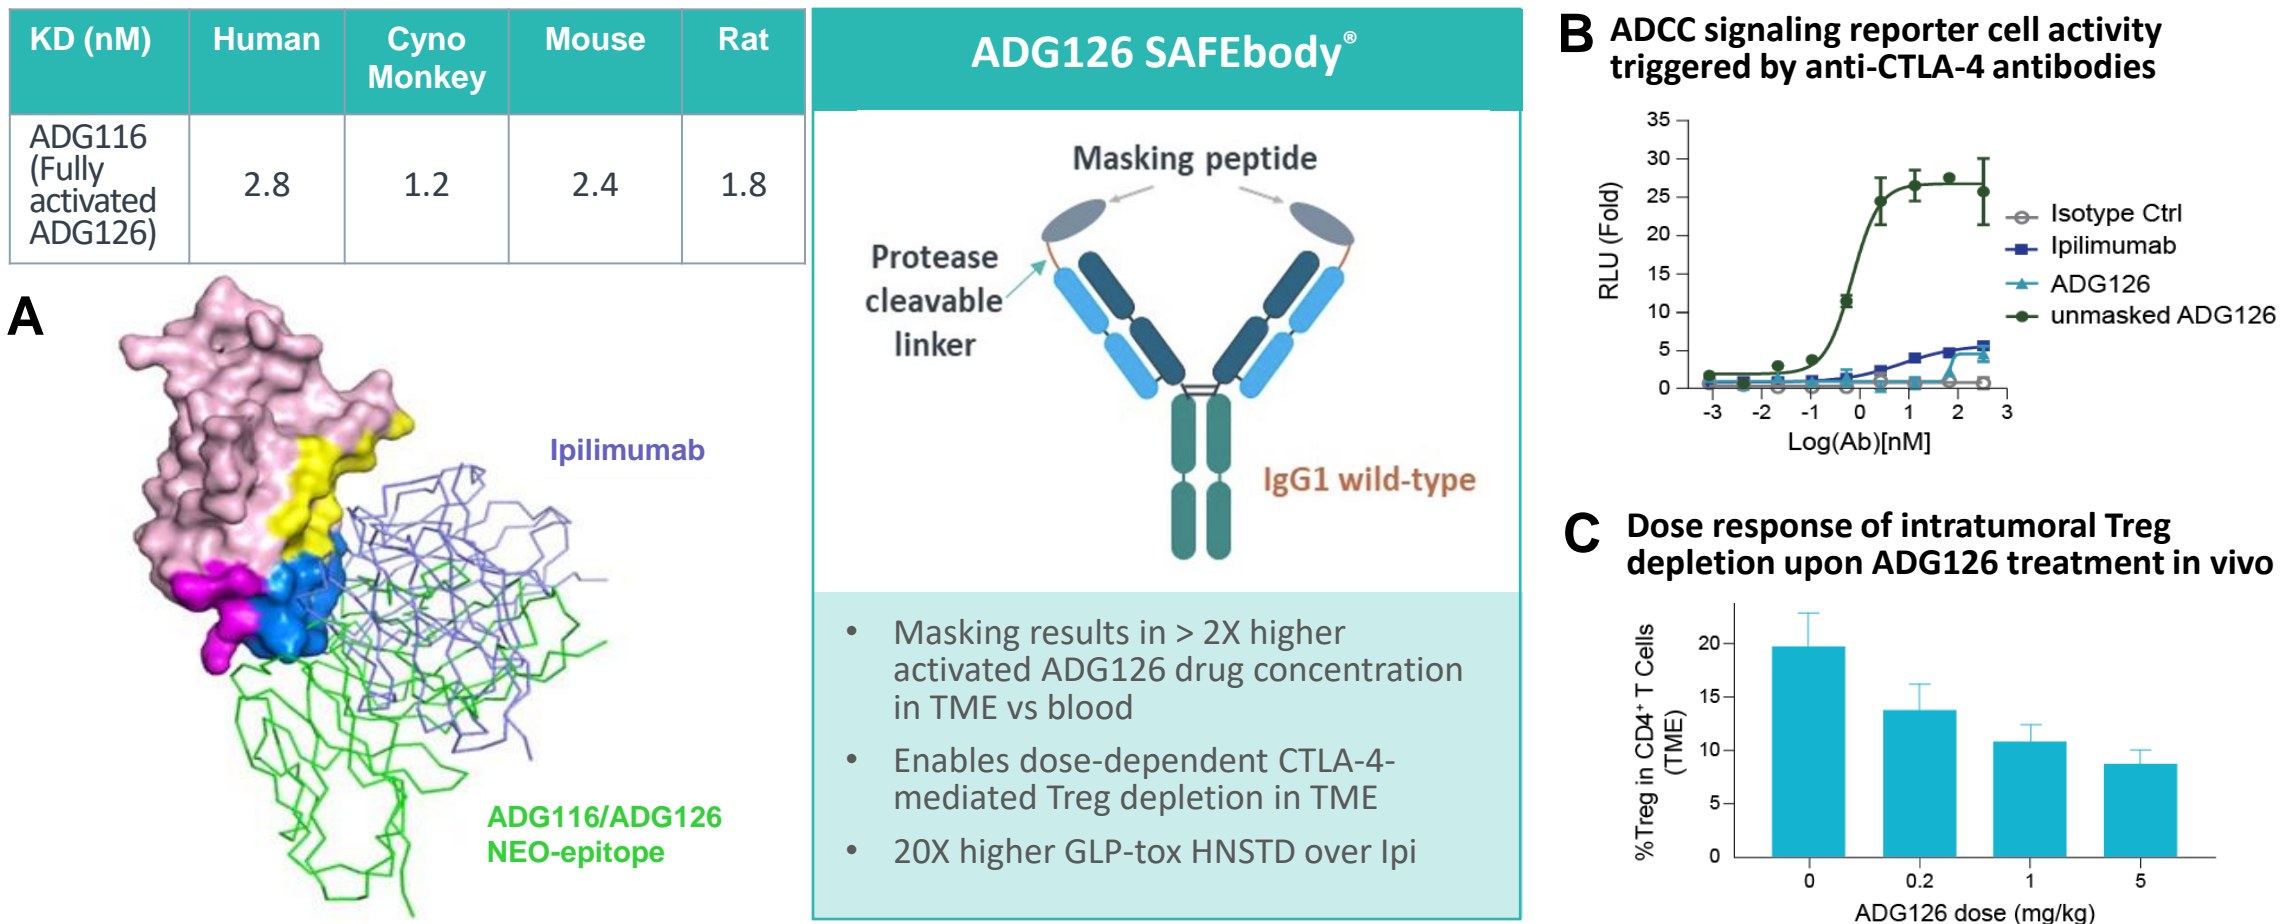 KD (nM)
Human
Cyno
Monkey
Mouse
Rat
ADG116
(Fully
activated
ADG126)
2.8
1.2
2.4
1.8
A
Ipilimumab
ADG116/ADG126
NEO-epitope
ADG126 SAFEbody®
Masking peptide
Protease
cleavable
linker
IgG1 wild-type
• Masking results in > 2X higher
activated ADG126 drug concentration
in TME vs blood
• Enables dose-dependent CTLA-4-
mediated Treg depletion in TME
• 20X higher GLP-tox HNSTD over Ipi
B
ADCC signaling reporter cell activity
triggered by anti-CTLA-4 antibodies
RLU (Fold)
35
30
25
20
15
10
5
0
-3 -2 -1 0 1 2 3
Log(Ab)[nM]
Isotype Ctrl
Ipilimumab
ADG126
unmasked ADG126
C
Dose response of intratumoral Treg
depletion upon ADG126 treatment in vivo
%Treg in CD4⁺ T Cells
(TME)
20
15
10
5
0
0 0.2 1 5
ADG126 dose (mg/kg)